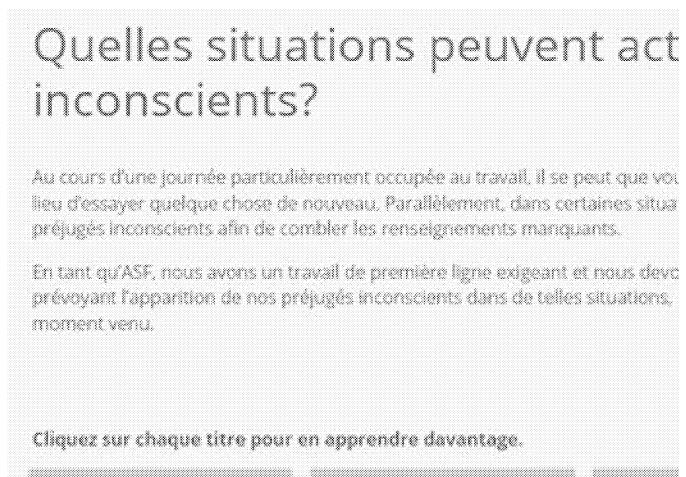 Quelles situations peuvent act
inconscients?
Au cours d'une journée particulièrement occupée au travail, il se peut que vou
lieu d'essayer quelque chose de nouveau. Parallèlement, dans certaines situa
préjugés inconscients afin de combler les renseignements manquants.
En tant qu'ASF, nous avons un travail de première ligne exigeant et nous devo
prévoyant l'apparition de nos préjugés inconscients dans de telles situations,
moment venu.
Cliquez sur chaque titre pour en apprendre davantage.